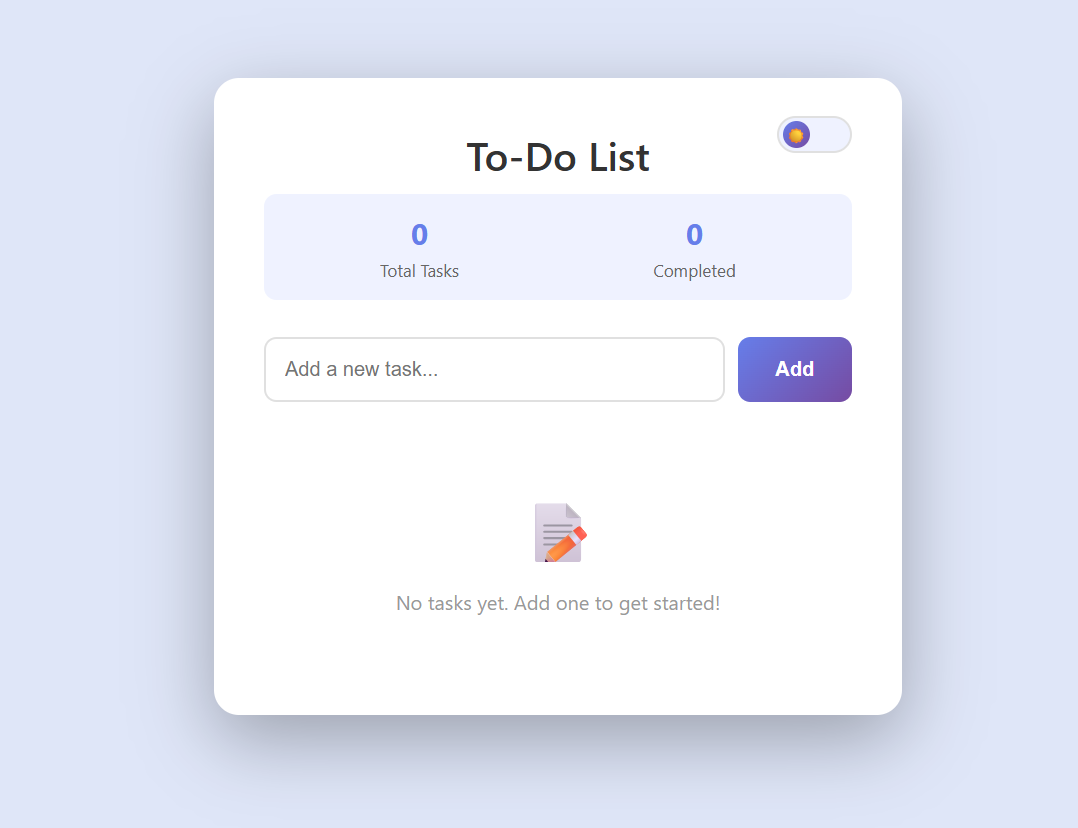 To-Do List
0
Total Tasks
0
Completed
Add a new task...
Add
No tasks yet. Add one to get started!